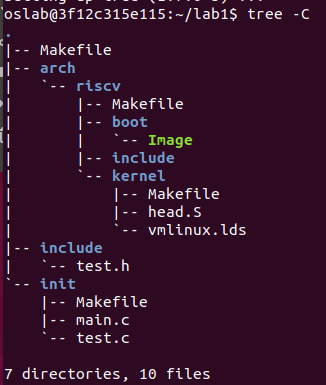 oslab@3f12c315e115:~/lab1$ tree -C
.
|-- Makefile
|-- arch
|   `-- riscv
|       |-- Makefile
|       |-- boot
|       |   `-- Image
|       |-- include
|       `-- kernel
|           |-- Makefile
|           |-- head.S
|           `-- vmlinux.lds
|-- include
|   `-- test.h
`-- init
    |-- Makefile
    |-- main.c
    `-- test.c

7 directories, 10 files